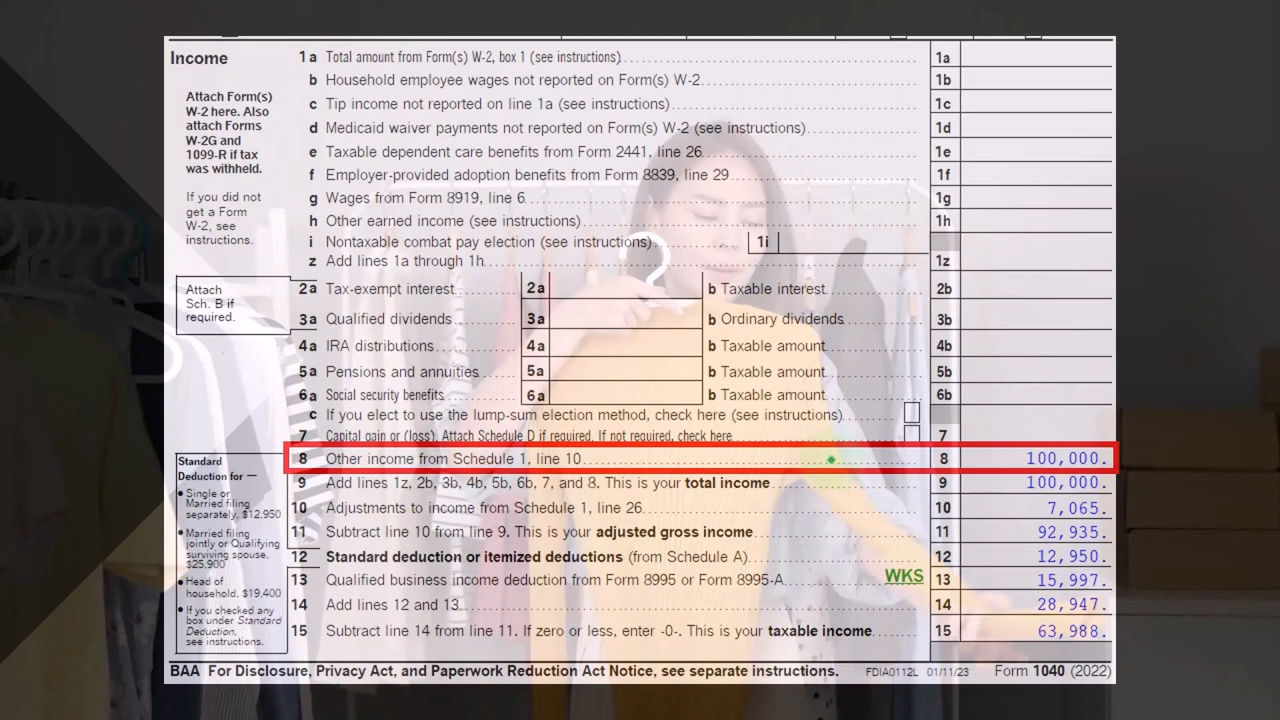 Income
1a Total amount from Form(s) W-2, box 1 (see instructions) 1a
b Household employee wages not reported on Form(s) W-2 1b
c Tip income not reported on line 1a (see instructions) 1c
d Medicaid waiver payments not reported on Form(s) W-2 (see instructions) 1d
e Taxable dependent care benefits from Form 2441, line 26 1e
f Employer-provided adoption benefits from Form 8839, line 29 1f
g Wages from Form 8919, line 6 1g
h Other earned income (see instructions) 1h
i Nontaxable combat pay election (see instructions) 1i
z Add lines 1a through 1h 1z
Attach Form(s)
W-2 here. Also
attach Forms
W-2G and
1099-R if tax
was withheld.
If you did not
get a Form
W-2, see
instructions.
Attach
Sch. B if
required.
2a Tax-exempt interest 2a b Taxable interest 2b
3a Qualified dividends 3a b Ordinary dividends 3b
4a IRA distributions 4a b Taxable amount 4b
5a Pensions and annuities 5a b Taxable amount 5b
6a Social security benefits 6a b Taxable amount 6b
c If you elect to use the lump-sum election method, check here (see instructions)
7 Capital gain or (loss). Attach Schedule D if required. If not required, check here 7
8 Other income from Schedule 1, line 10 8 100,000.
9 Add lines 1z, 2b, 3b, 4b, 5b, 6b, 7, and 8. This is your total income 9 100,000.
10 Adjustments to income from Schedule 1, line 26 10 7,065.
11 Subtract line 10 from line 9. This is your adjusted gross income 11 92,935.
12 Standard deduction or itemized deductions (from Schedule A) 12 12,950.
13 Qualified business income deduction from Form 8995 or Form 8995-A WKS 13 15,997.
14 Add lines 12 and 13 14 28,947.
15 Subtract line 14 from line 11. If zero or less, enter -0-. This is your taxable income 15 63,988.
Standard
Deduction for —
• Single or
Married filing
separately, $12,950
• Married filing
jointly or Qualifying
surviving spouse.
$25,900
• Head of
household, $19,400
• If you checked any
box under Standard
Deduction,
see instructions.
BAA For Disclosure, Privacy Act, and Paperwork Reduction Act Notice, see separate instructions. FDIA0112L 01/11/23 Form 1040 (2022)